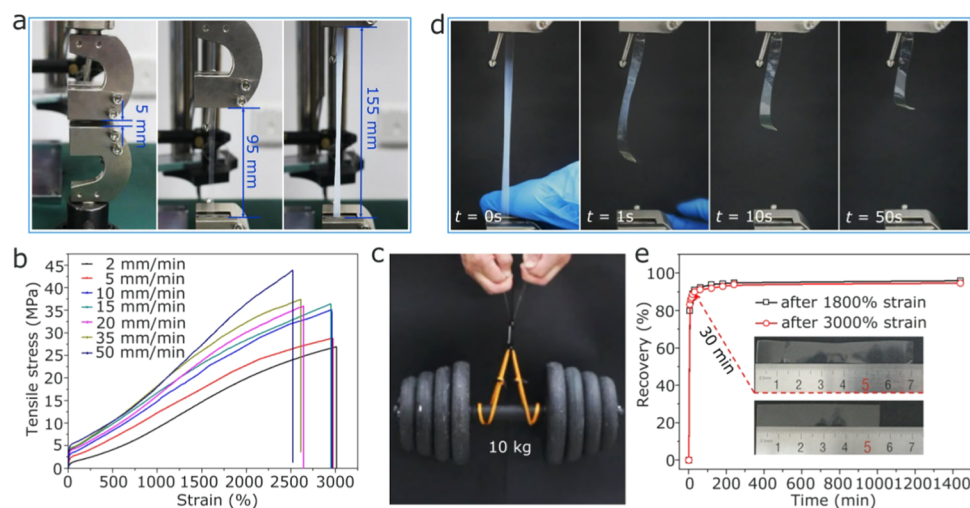 a
5 mm
95 mm
155 mm
d
t = 0s
t = 1s
t = 10s
t = 50s
b
Tensile stress (MPa)
45
40
35
30
25
20
15
10
5
0
2 mm/min
5 mm/min
10 mm/min
15 mm/min
20 mm/min
35 mm/min
50 mm/min
0 500 1000 1500 2000 2500 3000
Strain (%)
c
10 kg
e
Recovery (%)
100
80
60
40
20
0
after 1800% strain
after 3000% strain
30 min
1 2 3 4 5 6 7
1 2 3 4 5 6 7
0 200 400 600 800 1000 1200 1400
Time (min)